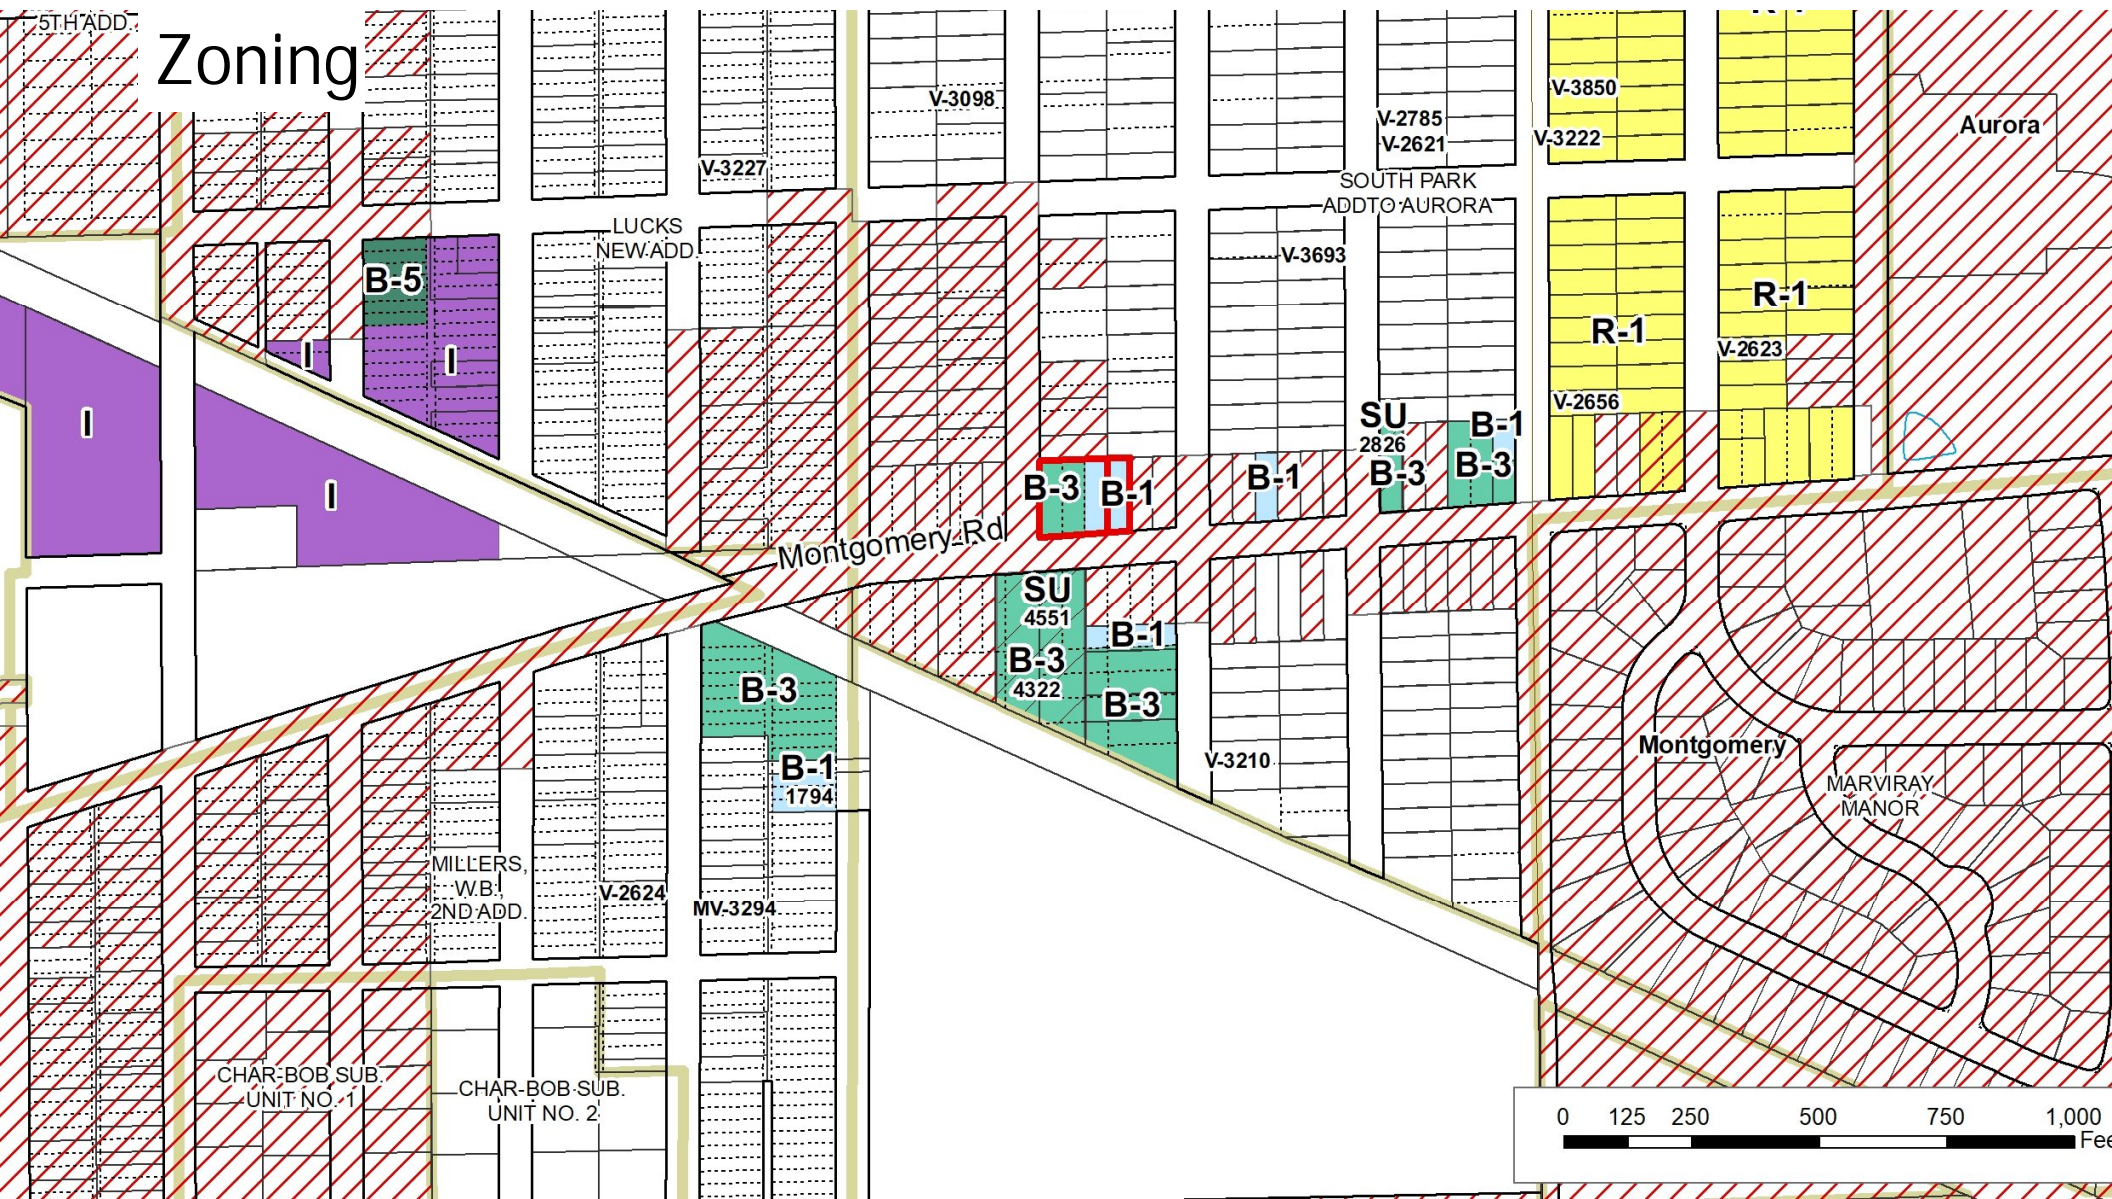 5TH ADD.
Zoning
R-1
V-3098
V-3850
V-2785
V-2621
V-3222
Aurora
V-3227
SOUTH PARK
ADDTO AURORA
LUCKS
NEW ADD.
V-3693
B-5
R-1
R-1
V-2623
I
I
I
V-2656
SU
2826
B-3
B-1
B-3
B-3
B-1
B-1
I
Montgomery Rd
SU
4551
B-3
4322
B-1
B-3
B-3
B-1
1794
V-3210
Montgomery
MARVIRAY
MANOR
MILLERS,
W.B.
2ND ADD.
V-2624
MV-3294
CHAR-BOB SUB.
UNIT NO. 1
CHAR-BOB SUB.
UNIT NO. 2
0 125 250 500 750 1,000
Fee